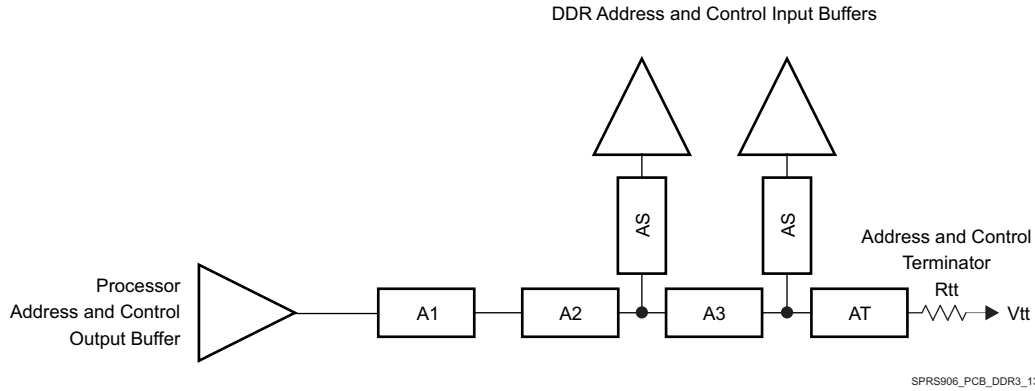 DDR Address and Control Input Buffers
AS
AS
Processor
Address and Control
Output Buffer
A1
A2
A3
AT
Address and Control
Terminator
Rtt
Vtt
SPRS906_PCB_DDR3_13